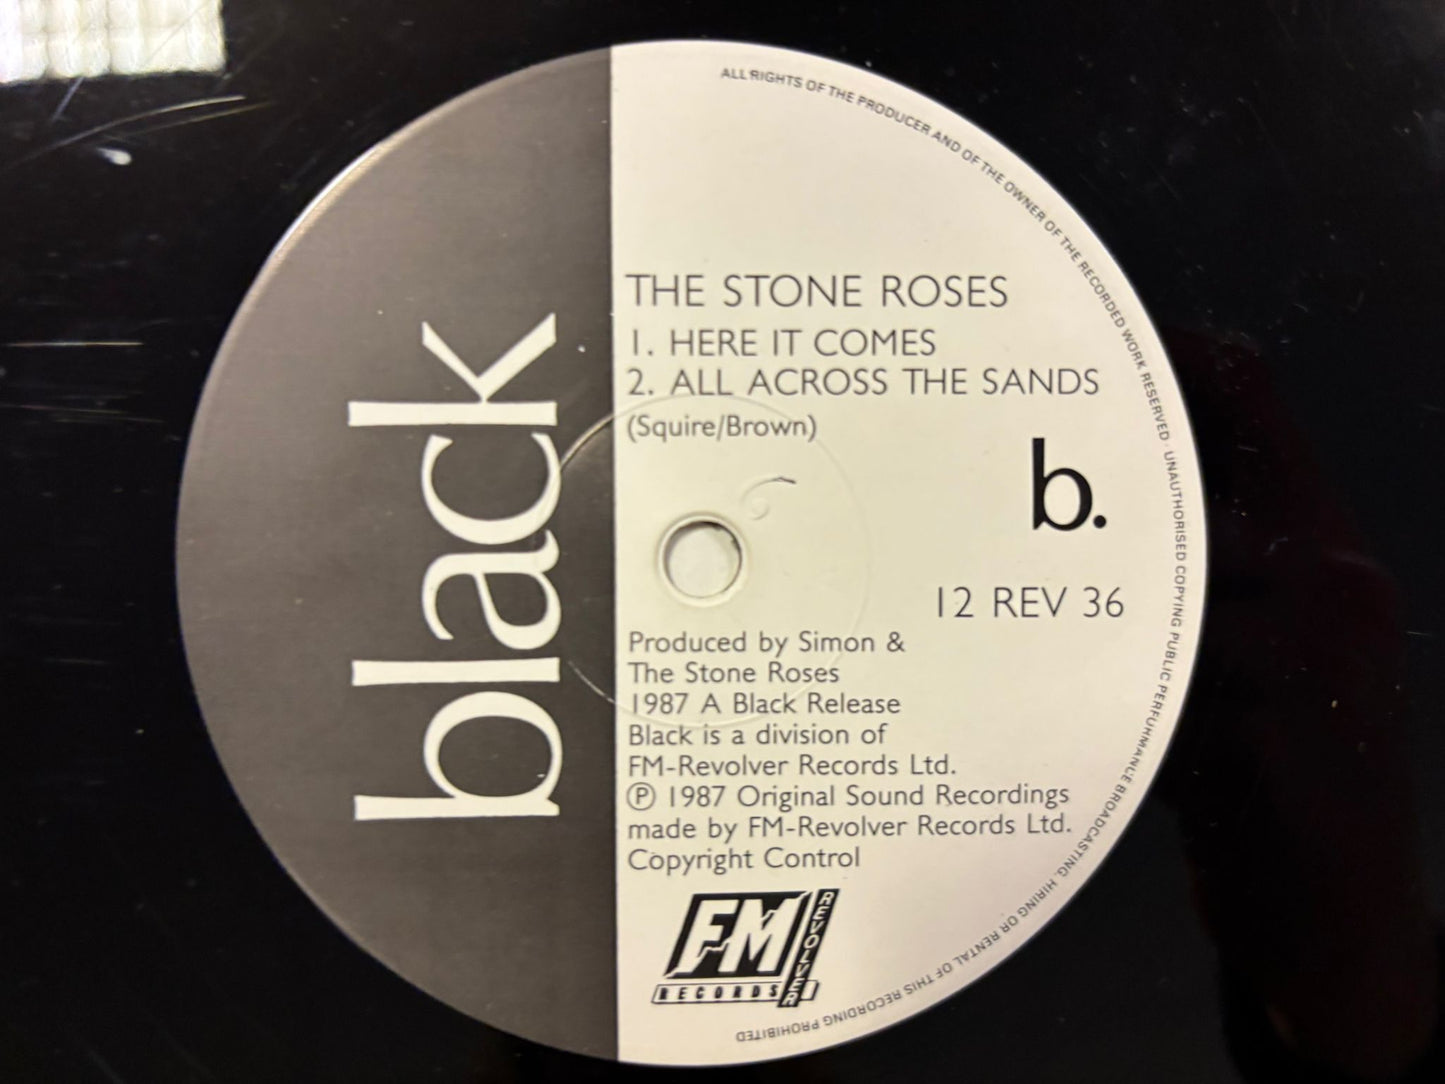 black
THE STONE ROSES
1. HERE IT COMES
2. ALL ACROSS THE SANDS
(Squire/Brown)
b.
12 REV 36
Produced by Simon &
The Stone Roses
1987 A Black Release
Black is a division of
FM-Revolver Records Ltd.
Ⓟ 1987 Original Sound Recordings
made by FM-Revolver Records Ltd.
Copyright Control
FM
REVOLVER
RECORDS
ALL RIGHTS OF THE PRODUCER AND OF THE OWNER OF THE RECORDED WORK RESERVED · UNAUTHORISED COPYING PUBLIC PERFORMANCE BROADCASTING, HIRING OR RENTAL OF THIS RECORDING PROHIBITED